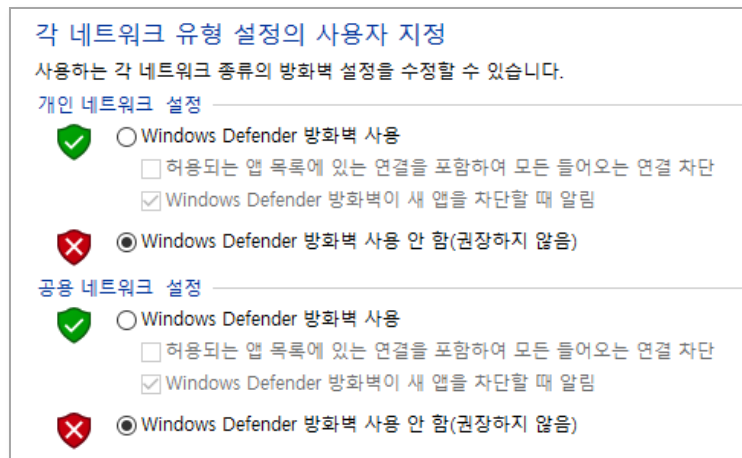 각 네트워크 유형 설정의 사용자 지정
사용하는 각 네트워크 종류의 방화벽 설정을 수정할 수 있습니다.
개인 네트워크 설정
Windows Defender 방화벽 사용
허용되는 앱 목록에 있는 연결을 포함하여 모든 들어오는 연결 차단
Windows Defender 방화벽이 새 앱을 차단할 때 알림
Windows Defender 방화벽 사용 안 함(권장하지 않음)
공용 네트워크 설정
Windows Defender 방화벽 사용
허용되는 앱 목록에 있는 연결을 포함하여 모든 들어오는 연결 차단
Windows Defender 방화벽이 새 앱을 차단할 때 알림
Windows Defender 방화벽 사용 안 함(권장하지 않음)